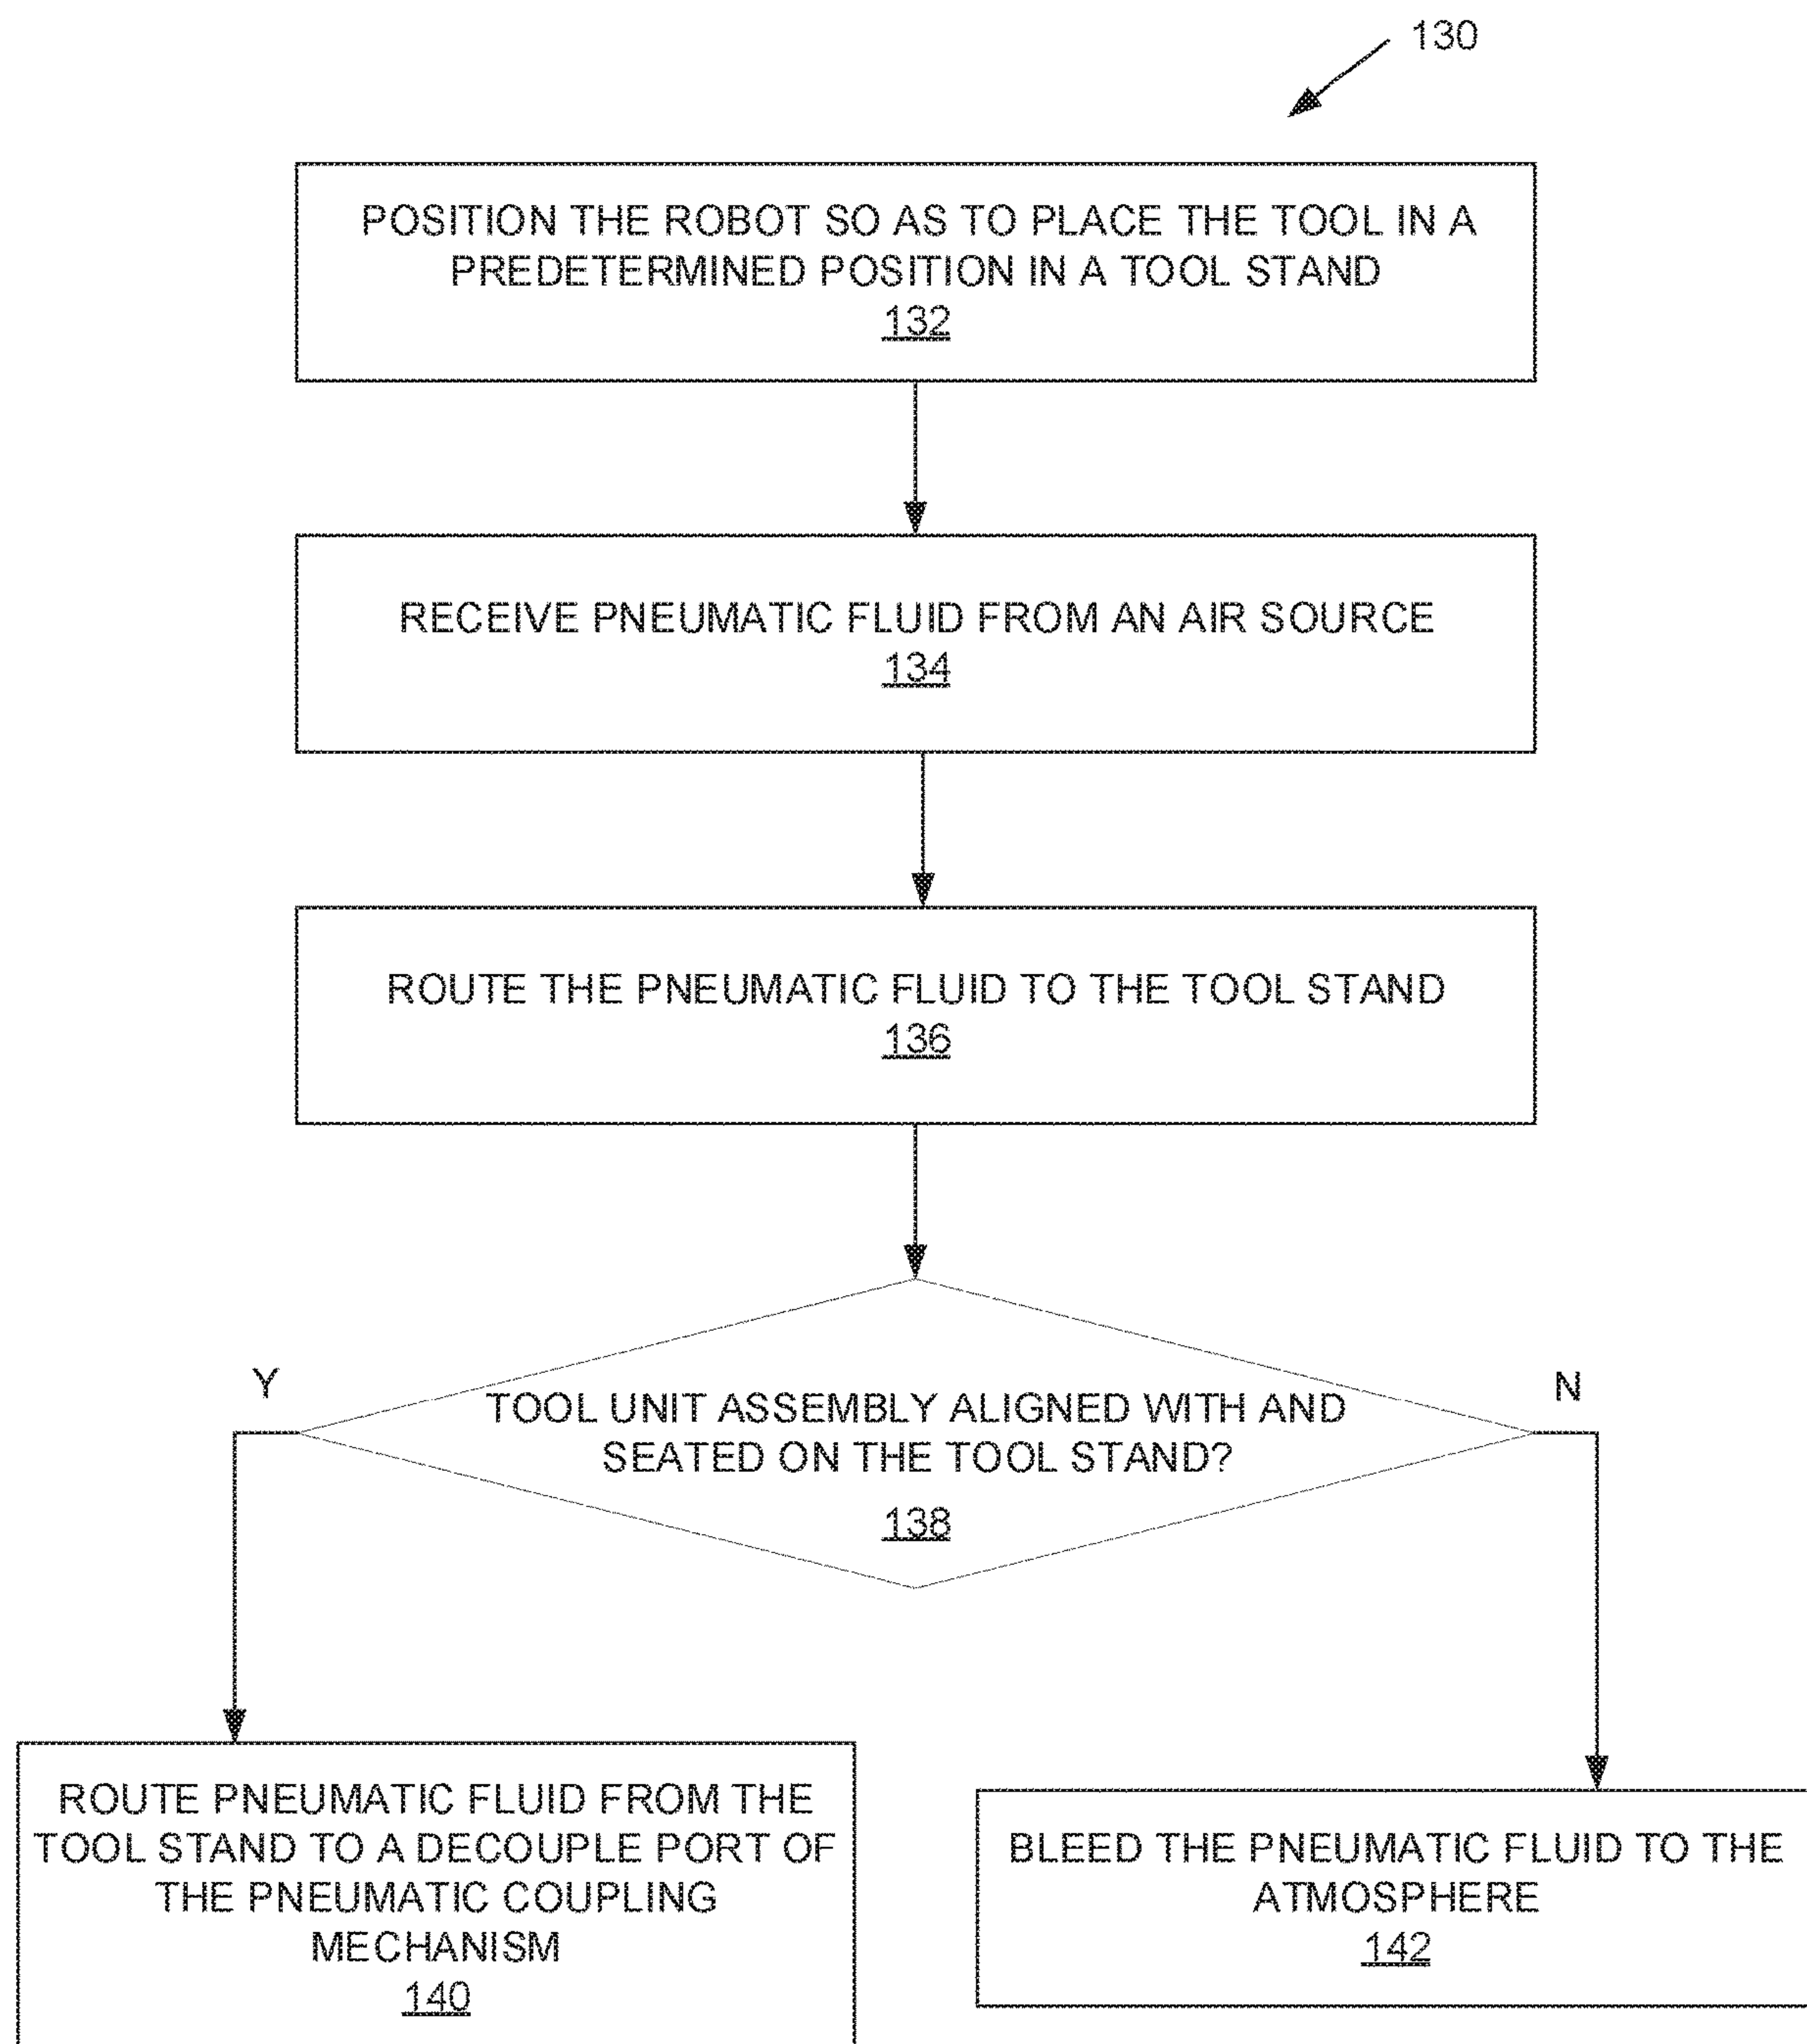 130
POSITION THE ROBOT SO AS TO PLACE THE TOOL IN A
PREDETERMINED POSITION IN A TOOL STAND
132
RECEIVE PNEUMATIC FLUID FROM AN AIR SOURCE
134
ROUTE THE PNEUMATIC FLUID TO THE TOOL STAND
136
Y
N
TOOL UNIT ASSEMBLY ALIGNED WITH AND
SEATED ON THE TOOL STAND?
138
ROUTE PNEUMATIC FLUID FROM THE
TOOL STAND TO A DECOUPLE PORT OF
THE PNEUMATIC COUPLING
MECHANISM
140
BLEED THE PNEUMATIC FLUID TO THE
ATMOSPHERE
142